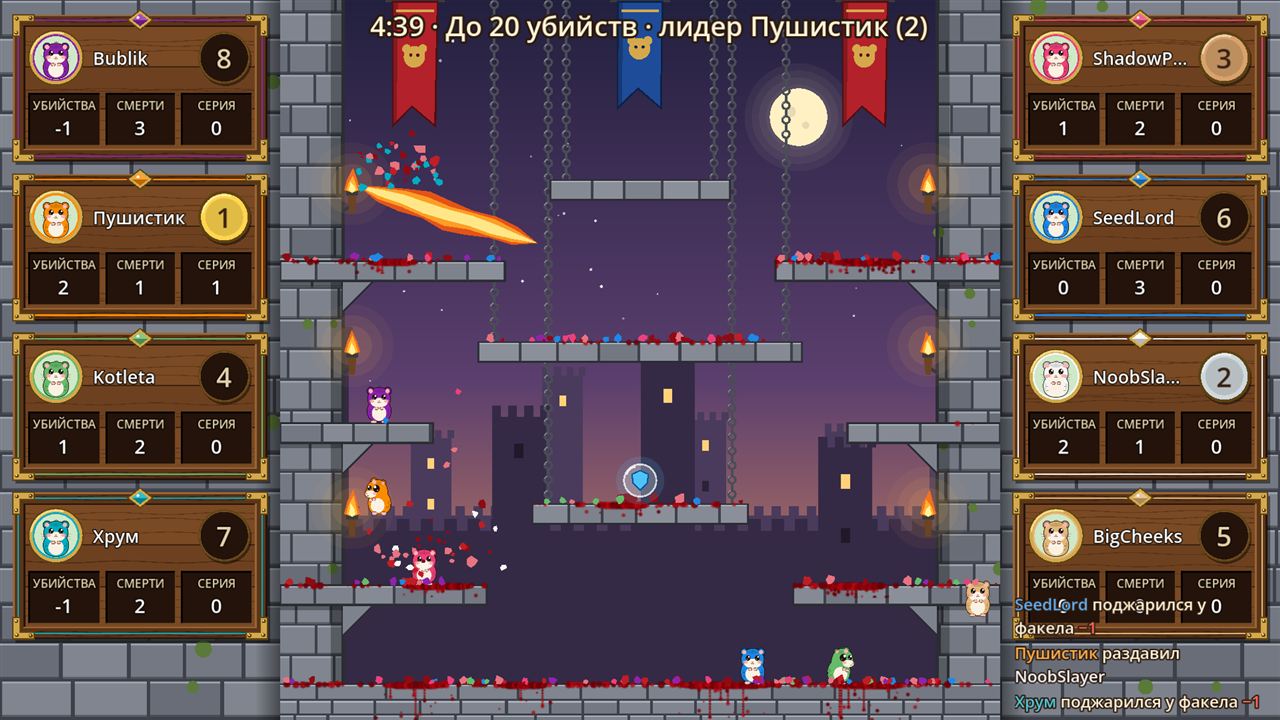 4:39 · До 20 убийств · лидер Пушистик (2)
Bublik 8
УБИЙСТВА СМЕРТИ СЕРИЯ
-1 3 0
Пушистик 1
УБИЙСТВА СМЕРТИ СЕРИЯ
2 1 1
Kotleta 4
УБИЙСТВА СМЕРТИ СЕРИЯ
1 2 0
Хрум 7
УБИЙСТВА СМЕРТИ СЕРИЯ
-1 2 0
ShadowP... 3
УБИЙСТВА СМЕРТИ СЕРИЯ
1 2 0
SeedLord 6
УБИЙСТВА СМЕРТИ СЕРИЯ
0 3 0
NoobSla... 2
УБИЙСТВА СМЕРТИ СЕРИЯ
2 1 0
BigCheeks 5
УБИЙСТВА СМЕРТИ СЕРИЯ
0
SeedLord поджарился у
факела −1
Пушистик раздавил
NoobSlayer
Хрум поджарился у факела −1